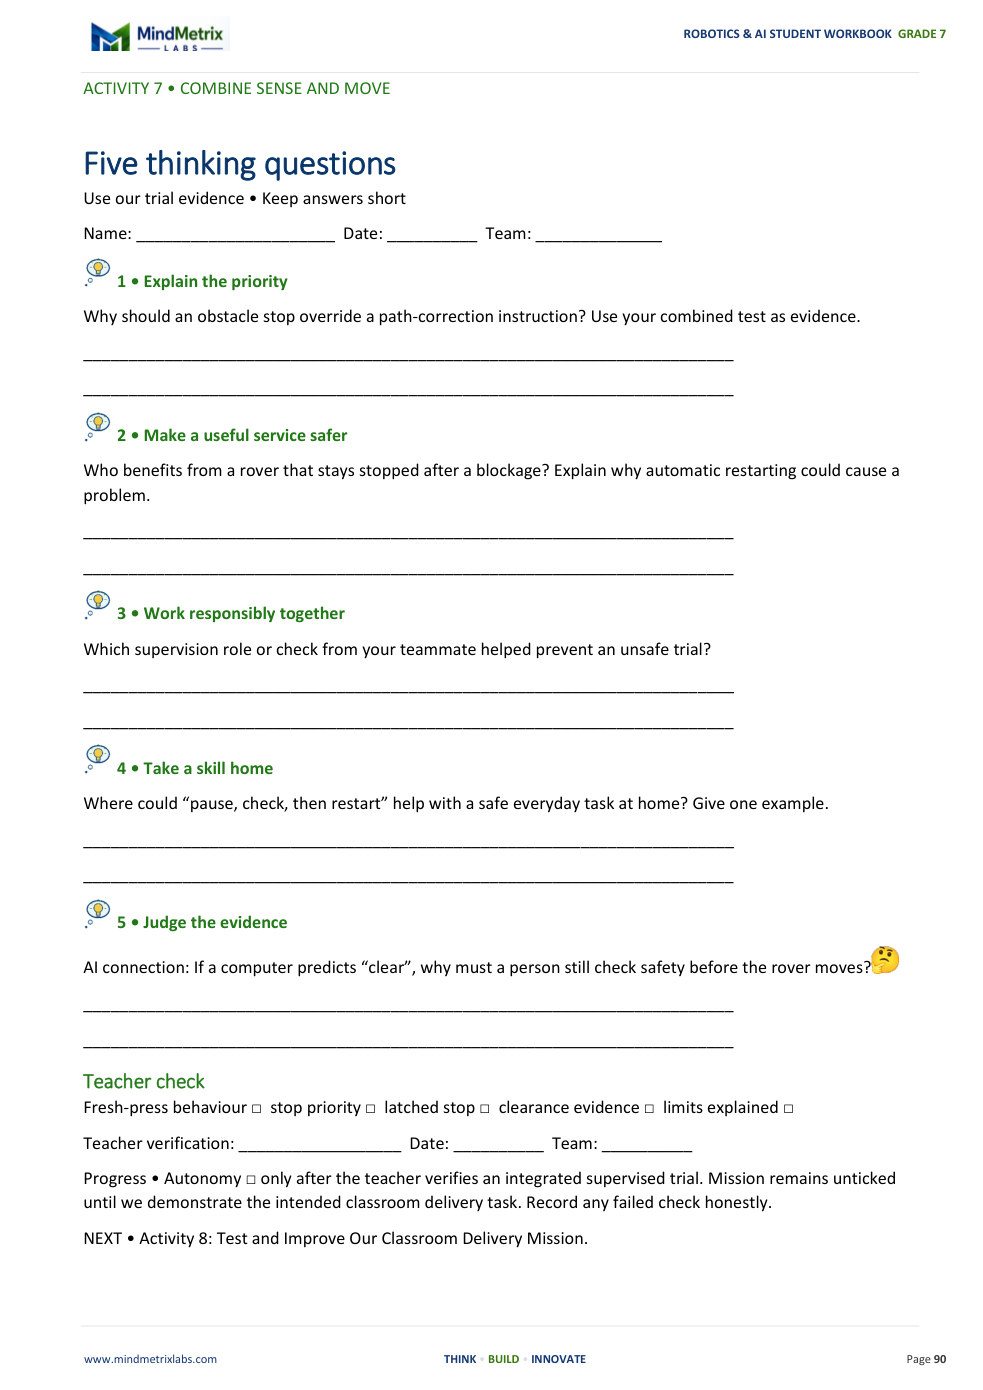 MindMetrix
LABS
ROBOTICS & AI STUDENT WORKBOOK GRADE 7
ACTIVITY 7 • COMBINE SENSE AND MOVE
Five thinking questions
Use our trial evidence • Keep answers short
Name: ______________________ Date: __________ Team: ______________
1 • Explain the priority
Why should an obstacle stop override a path-correction instruction? Use your combined test as evidence.
2 • Make a useful service safer
Who benefits from a rover that stays stopped after a blockage? Explain why automatic restarting could cause a
problem.
3 • Work responsibly together
Which supervision role or check from your teammate helped prevent an unsafe trial?
4 • Take a skill home
Where could “pause, check, then restart” help with a safe everyday task at home? Give one example.
5 • Judge the evidence
AI connection: If a computer predicts “clear”, why must a person still check safety before the rover moves?🤔
Teacher check
Fresh-press behaviour □ stop priority □ latched stop □ clearance evidence □ limits explained □
Teacher verification: __________________ Date: __________ Team: __________
Progress • Autonomy □ only after the teacher verifies an integrated supervised trial. Mission remains unticked
until we demonstrate the intended classroom delivery task. Record any failed check honestly.
NEXT • Activity 8: Test and Improve Our Classroom Delivery Mission.
www.mindmetrixlabs.com
THINK • BUILD • INNOVATE
Page 90